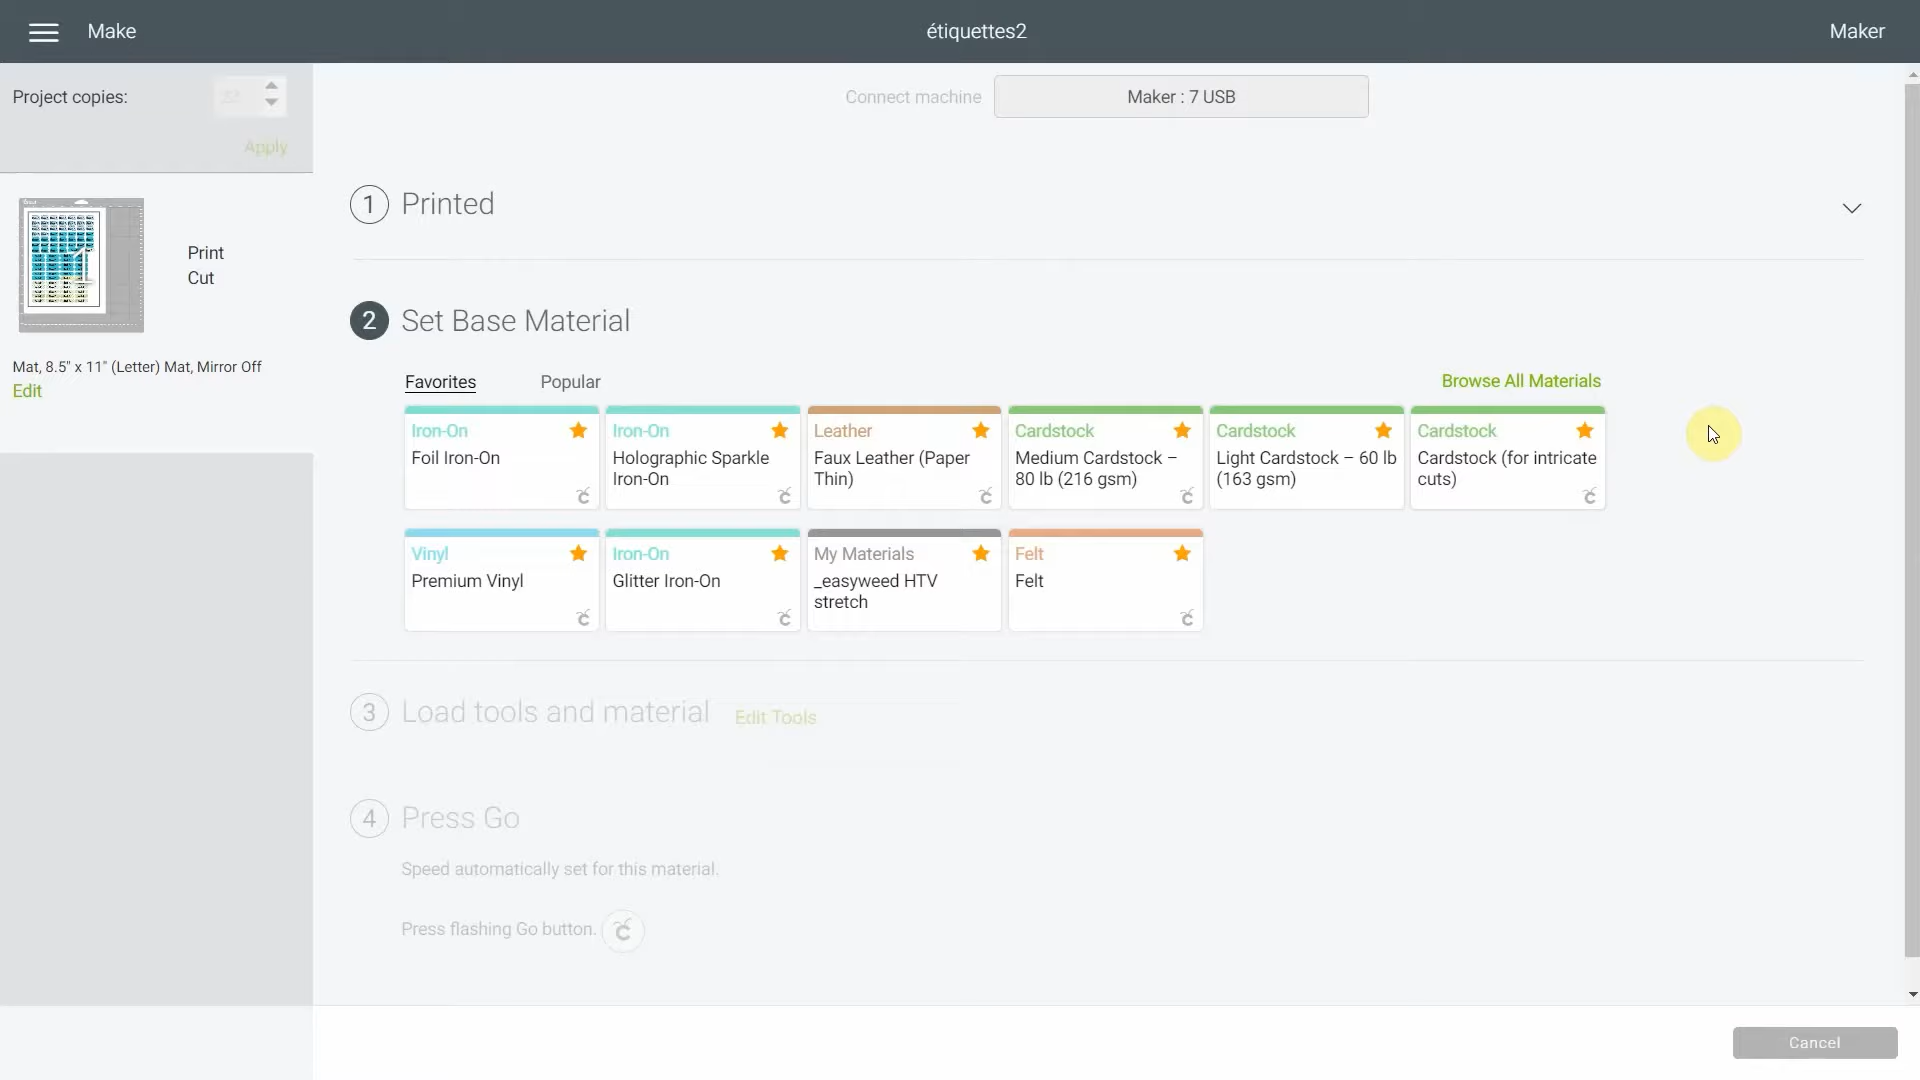 Make
étiquettes2
Maker
Project copies:
Apply
Connect machine
Maker : 7 USB
1 Printed
Print
Cut
Mat, 8.5" x 11" (Letter) Mat, Mirror Off
Edit
2 Set Base Material
Favorites
Popular
Browse All Materials
Iron-On
Foil Iron-On
Iron-On
Holographic Sparkle
Iron-On
Leather
Faux Leather (Paper
Thin)
Cardstock
Medium Cardstock –
80 lb (216 gsm)
Cardstock
Light Cardstock – 60 lb
(163 gsm)
Cardstock
Cardstock (for intricate
cuts)
Vinyl
Premium Vinyl
Iron-On
Glitter Iron-On
My Materials
_easyweed HTV
stretch
Felt
Felt
3 Load tools and material
Edit Tools
4 Press Go
Speed automatically set for this material.
Press flashing Go button.
Cancel